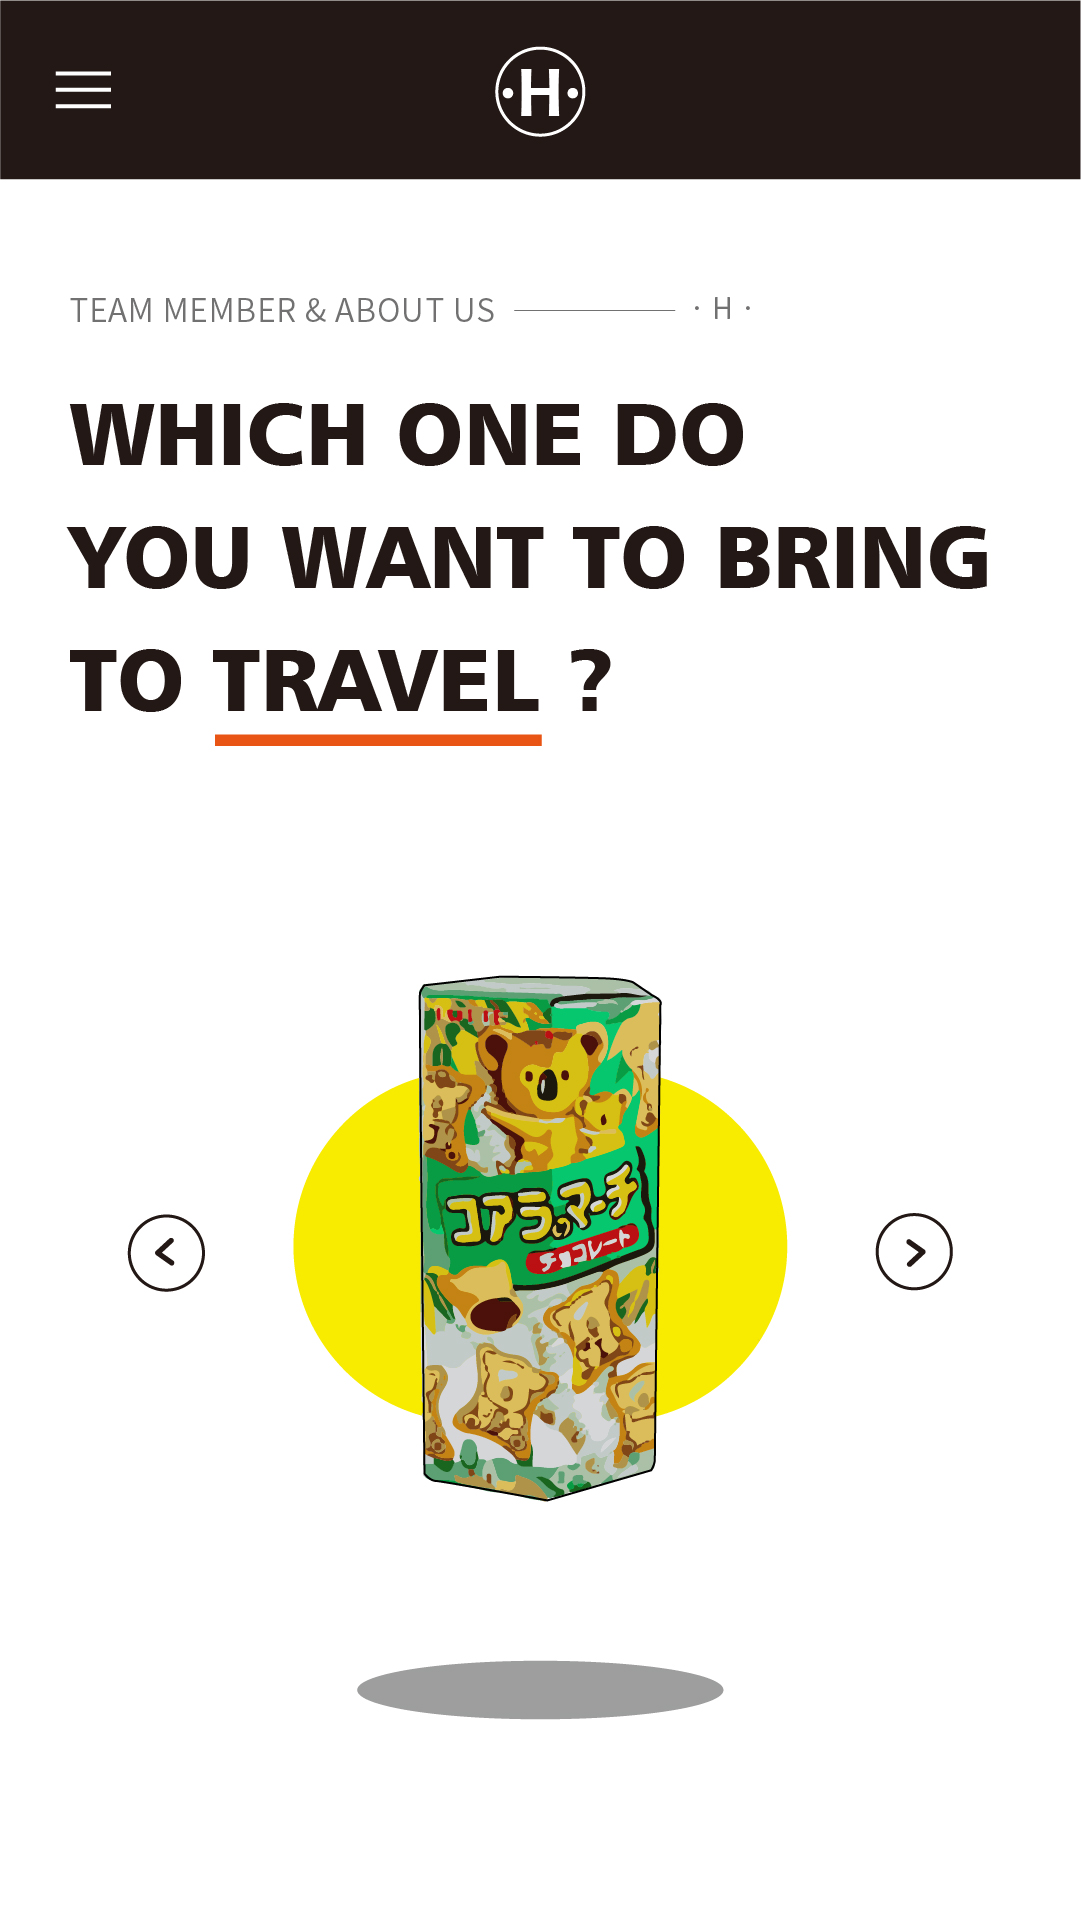 ·H·
TEAM MEMBER & ABOUT US
· H ·
WHICH ONE DO
YOU WANT TO BRING
TO TRAVEL ?
コアラのマーチ
チョコレート